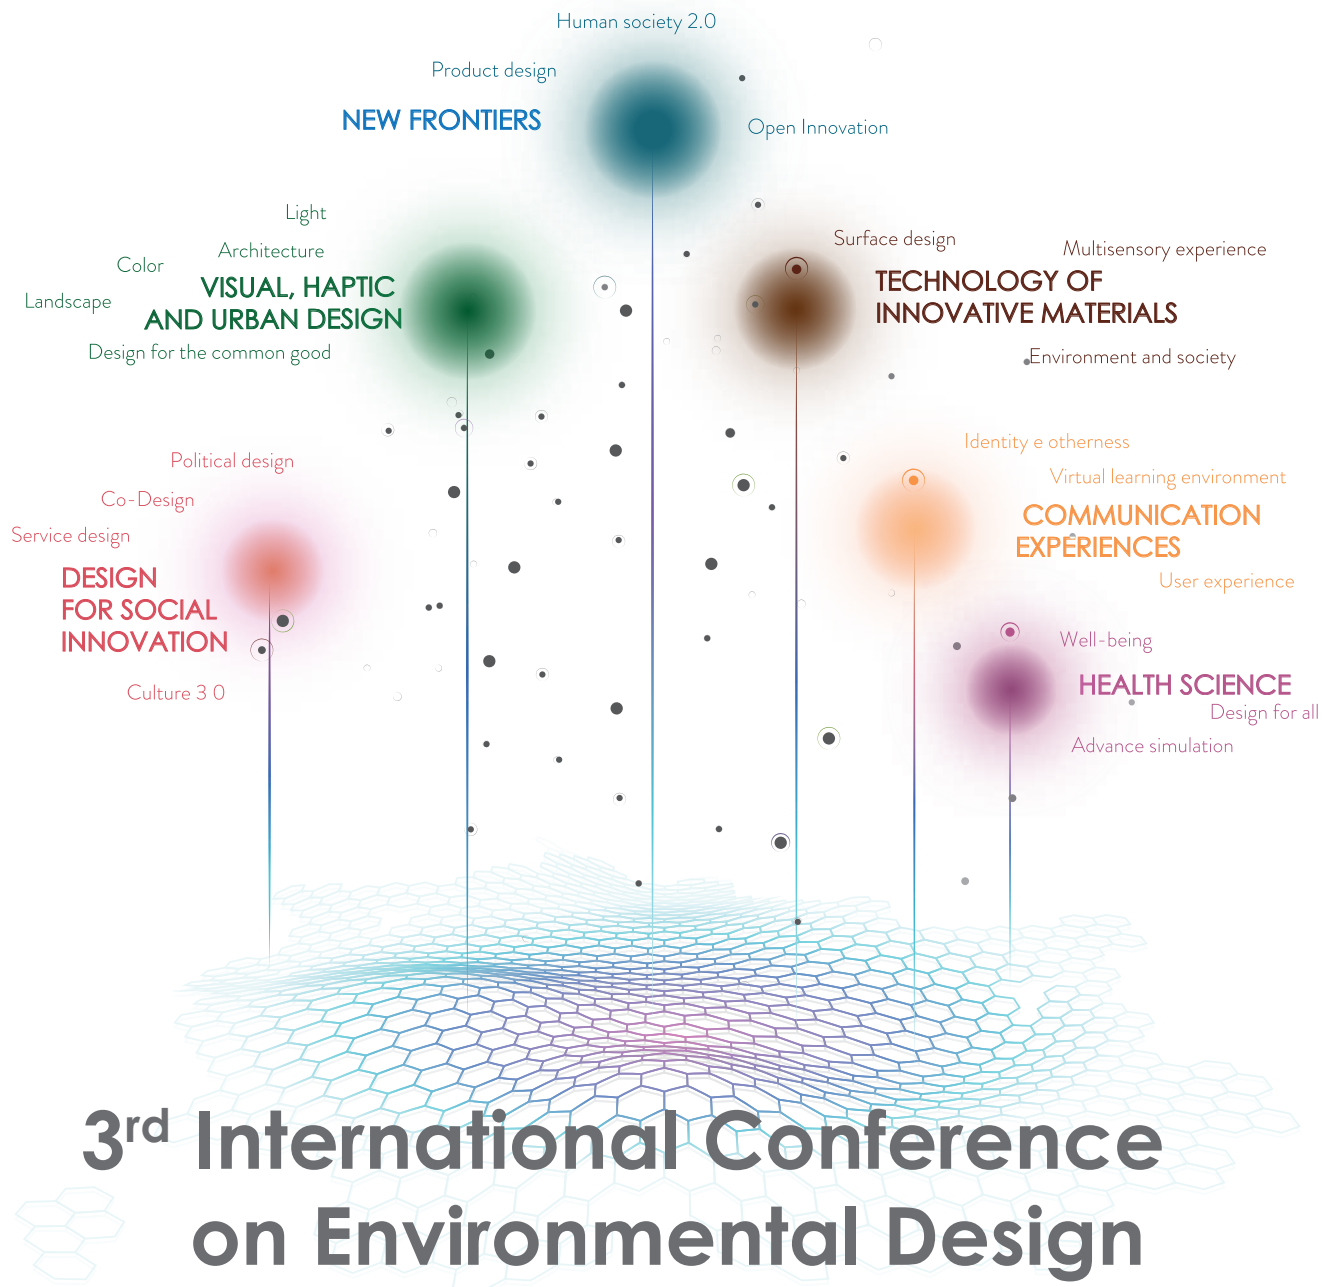 Human society 2.0
Product design
NEW FRONTIERS
Open Innovation
Light
Architecture
Color
VISUAL, HAPTIC
Landscape
AND URBAN DESIGN
Design for the common good
Surface design
Multisensory experience
TECHNOLOGY OF
INNOVATIVE MATERIALS
Environment and society
Political design
Co-Design
Service design
DESIGN
FOR SOCIAL
INNOVATION
Culture 3 0
Identity e otherness
Virtual learning environment
COMMUNICATION
EXPERIENCES
User experience
Well-being
HEALTH SCIENCE
Design for all
Advance simulation
3rd International Conference
on Environmental Design